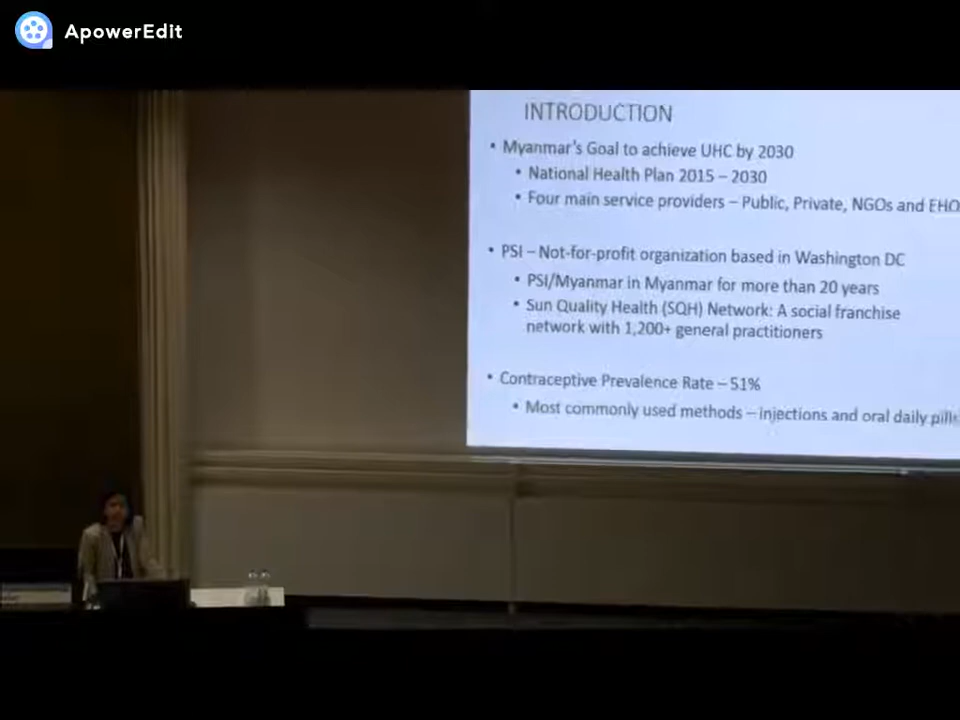 ApowerEdit
INTRODUCTION
• Myanmar's Goal to achieve UHC by 2030
• National Health Plan 2015 – 2030
• Four main service providers – Public, Private, NGOs and EHO
• PSI – Not-for-profit organization based in Washington DC
• PSI/Myanmar in Myanmar for more than 20 years
• Sun Quality Health (SQH) Network: A social franchise
network with 1,200+ general practitioners
• Contraceptive Prevalence Rate – 51%
• Most commonly used methods – injections and oral daily pills